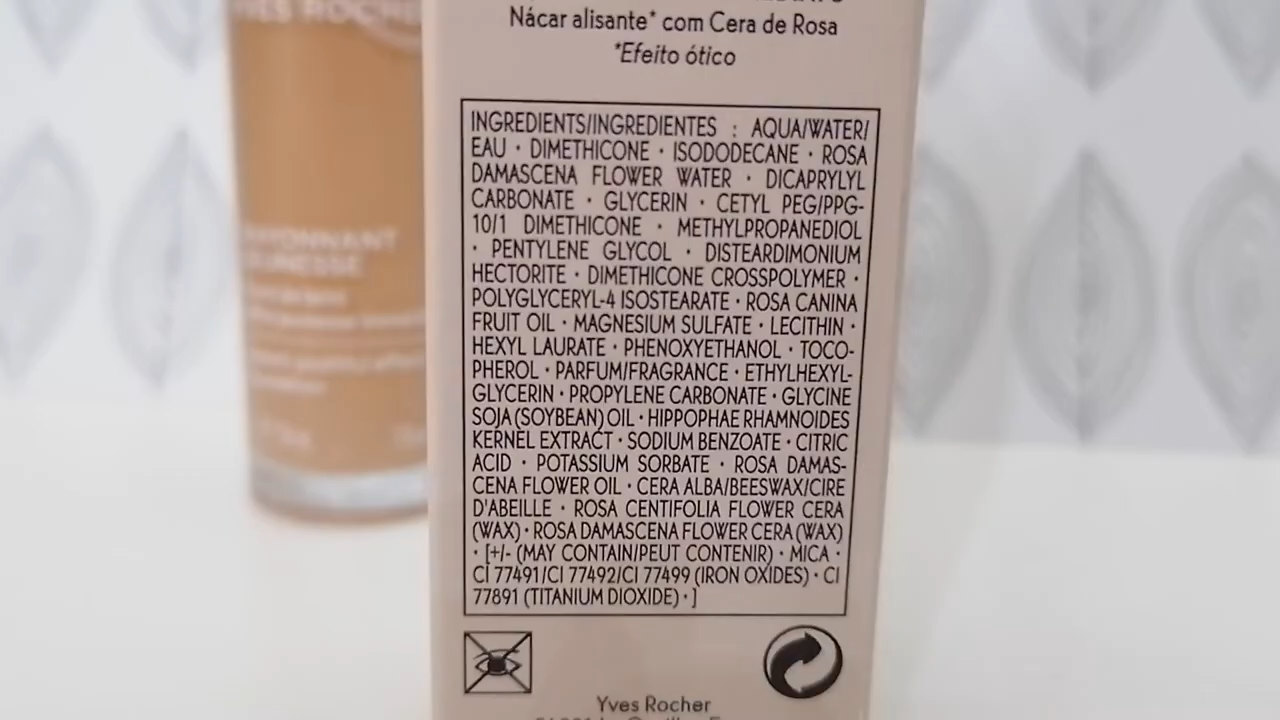 YVES ROCHER
Nácar alisante* com Cera de Rosa
*Efeito ótico
INGREDIENTS/INGREDIENTES : AQUA/WATER/
EAU · DIMETHICONE · ISODODECANE · ROSA
DAMASCENA FLOWER WATER · DICAPRYLYL
CARBONATE · GLYCERIN · CETYL PEG/PPG-
10/1 DIMETHICONE · METHYLPROPANEDIOL
· PENTYLENE GLYCOL · DISTEARDIMONIUM
HECTORITE · DIMETHICONE CROSSPOLYMER ·
POLYGLYCERYL-4 ISOSTEARATE · ROSA CANINA
FRUIT OIL · MAGNESIUM SULFATE · LECITHIN ·
HEXYL LAURATE · PHENOXYETHANOL · TOCO-
PHEROL · PARFUM/FRAGRANCE · ETHYLHEXYL-
GLYCERIN · PROPYLENE CARBONATE · GLYCINE
SOJA (SOYBEAN) OIL · HIPPOPHAE RHAMNOIDES
KERNEL EXTRACT · SODIUM BENZOATE · CITRIC
ACID · POTASSIUM SORBATE · ROSA DAMAS-
CENA FLOWER OIL · CERA ALBA/BEESWAX/CIRE
D'ABEILLE · ROSA CENTIFOLIA FLOWER CERA
(WAX) · ROSA DAMASCENA FLOWER CERA (WAX)
· [+/- (MAY CONTAIN/PEUT CONTENIR) · MICA ·
CI 77491/CI 77492/CI 77499 (IRON OXIDES) · CI
77891 (TITANIUM DIOXIDE) · ]
Yves Rocher